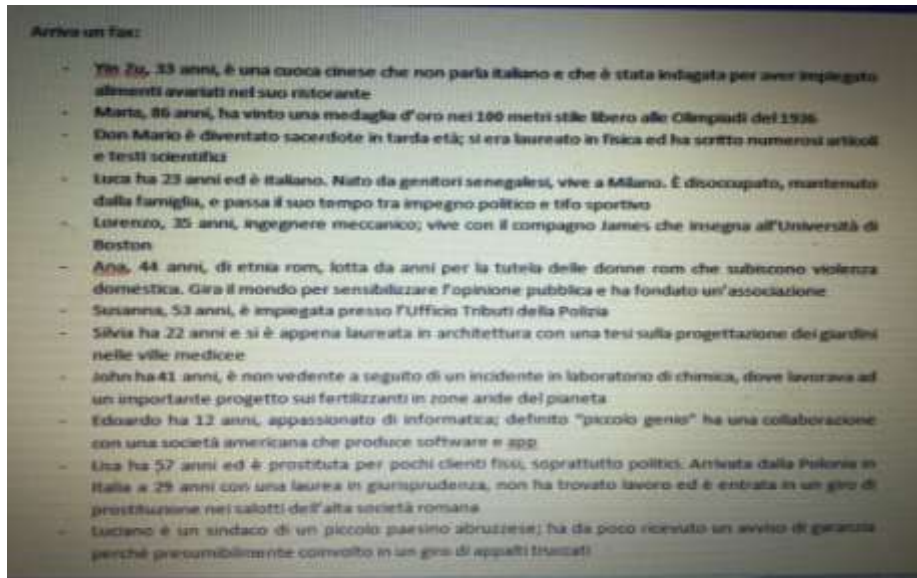 Arriva un fax:
- Yin Zu, 33 anni, è una cuoca cinese che non parla italiano e che è stata indagata per aver impiegato
alimenti avariati nel suo ristorante
- Maria, 86 anni, ha vinto una medaglia d'oro nei 100 metri stile libero alle Olimpiadi del 1936
- Don Mario è diventato sacerdote in tarda età; si era laureato in fisica ed ha scritto numerosi articoli
e testi scientifici
- Luca ha 23 anni ed è italiano. Nato da genitori senegalesi, vive a Milano. È disoccupato, mantenuto
dalla famiglia, e passa il suo tempo tra impegno politico e tifo sportivo
- Lorenzo, 35 anni, ingegnere meccanico; vive con il compagno James che insegna all'Università di
Boston
- Ana, 44 anni, di etnia rom, lotta da anni per la tutela delle donne rom che subiscono violenza
domestica. Gira il mondo per sensibilizzare l'opinione pubblica e ha fondato un'associazione
- Susanna, 53 anni, è impiegata presso l'Ufficio Tributi della Polizia
- Silvia ha 22 anni e si è appena laureata in architettura con una tesi sulla progettazione dei giardini
nelle ville medicee
- John ha 41 anni, è non vedente a seguito di un incidente in laboratorio di chimica, dove lavorava ad
un importante progetto sui fertilizzanti in zone aride del pianeta
- Edoardo ha 12 anni, appassionato di informatica; definito "piccolo genio" ha una collaborazione
con una società americana che produce software e app
- Lisa ha 57 anni ed è prostituta per pochi clienti fissi, soprattutto politici. Arrivata dalla Polonia in
Italia a 29 anni con una laurea in giurisprudenza, non ha trovato lavoro ed è entrata in un giro di
prostituzione nei salotti dell'alta società romana
- Luciano è un sindaco di un piccolo paesino abruzzese; ha da poco ricevuto un avviso di garanzia
perché presumibilmente coinvolto in un giro di appalti truccati